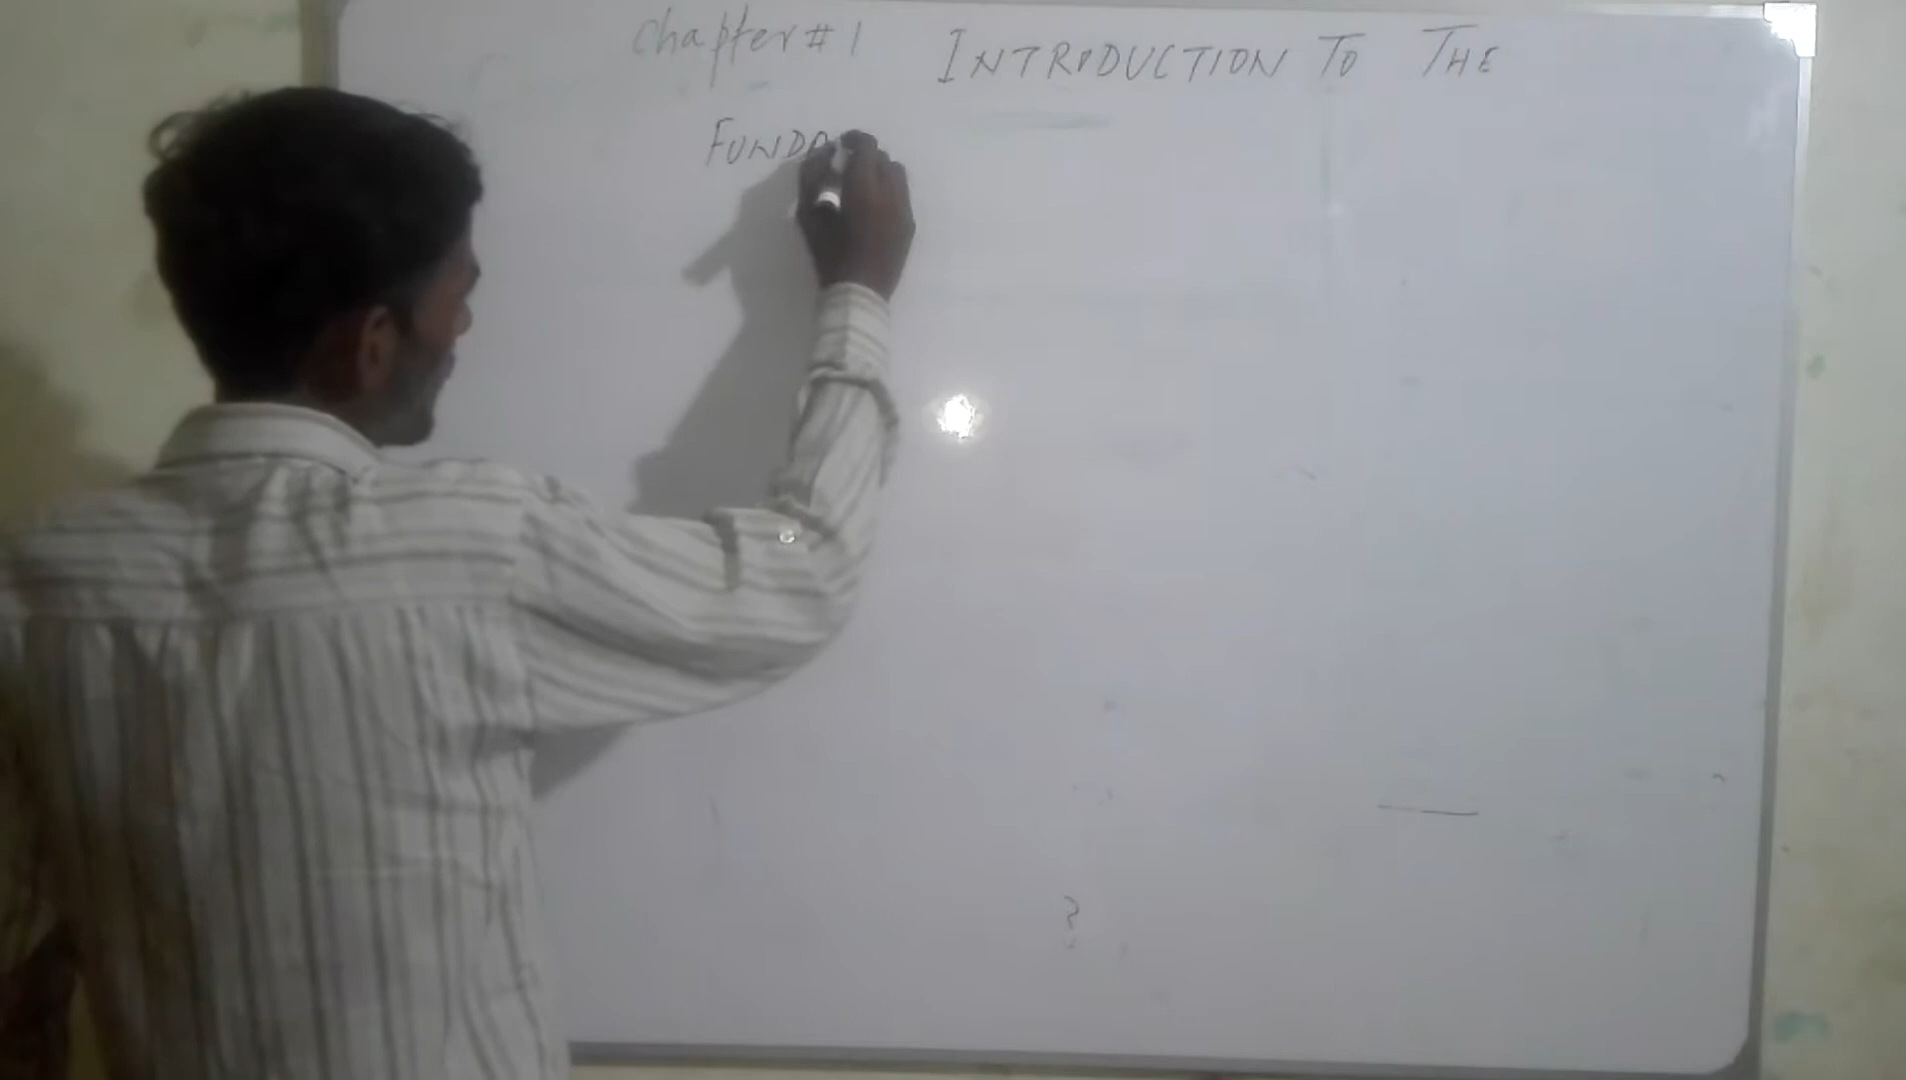 Chapter # 1 INTRODUCTION TO THE
FUNDA